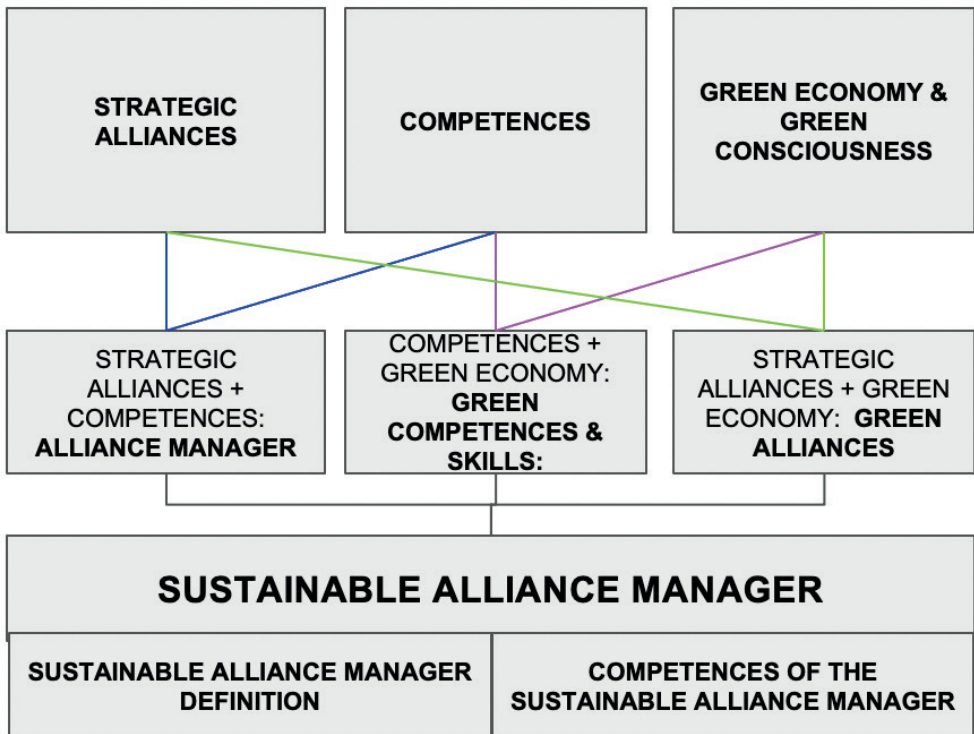 STRATEGIC
ALLIANCES
COMPETENCES
GREEN ECONOMY &
GREEN
CONSCIOUSNESS
STRATEGIC
ALLIANCES +
COMPETENCES:
ALLIANCE MANAGER
COMPETENCES +
GREEN ECONOMY:
GREEN
COMPETENCES &
SKILLS:
STRATEGIC
ALLIANCES + GREEN
ECONOMY: GREEN
ALLIANCES
SUSTAINABLE ALLIANCE MANAGER
SUSTAINABLE ALLIANCE MANAGER
DEFINITION
COMPETENCES OF THE
SUSTAINABLE ALLIANCE MANAGER